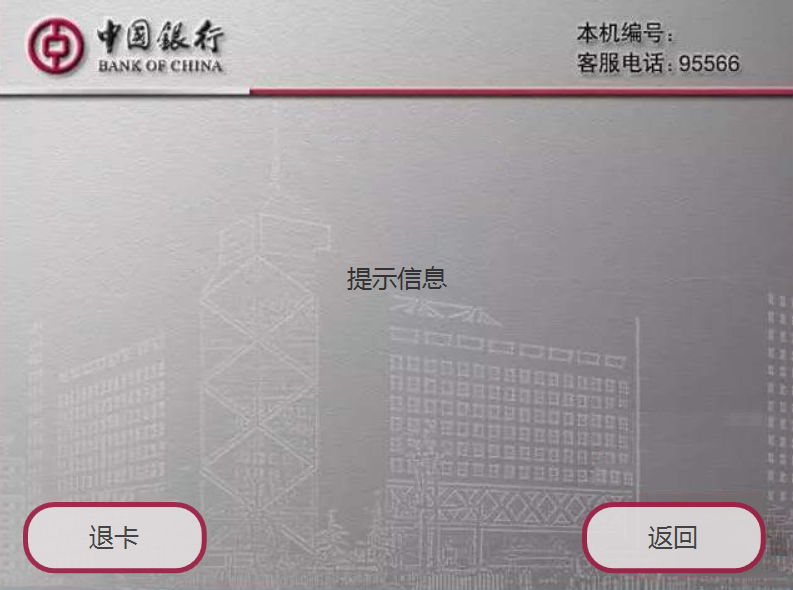 中国银行
BANK OF CHINA
本机编号：
客服电话：95566
提示信息
退卡
返回